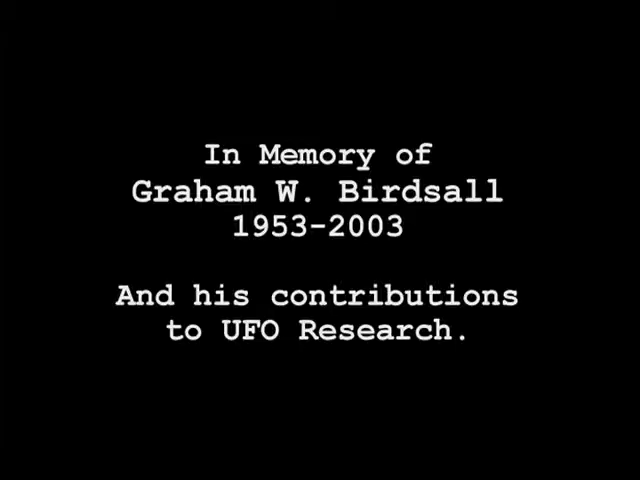 In Memory of
Graham W. Birdsall
1953-2003
And his contributions
to UFO Research.